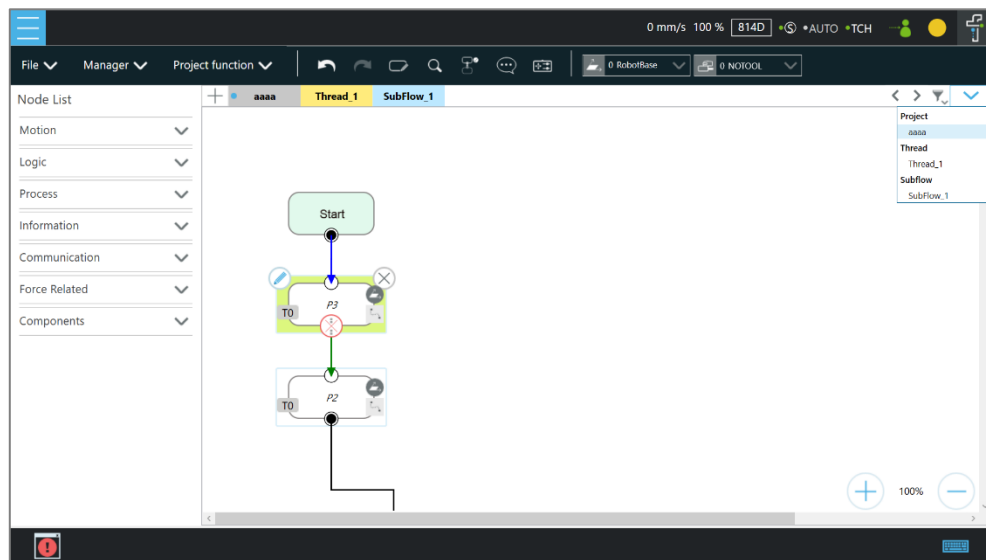 0 mm/s 100 % 814D •Ⓢ •AUTO •TCH
File Manager Project function 0 RobotBase 0 NOTOOL
Node List
Motion
Logic
Process
Information
Communication
Force Related
Components
aaaa Thread_1 SubFlow_1
Project
aaaa
Thread
Thread_1
Subflow
SubFlow_1
Start
P3
T0
P2
T0
100%